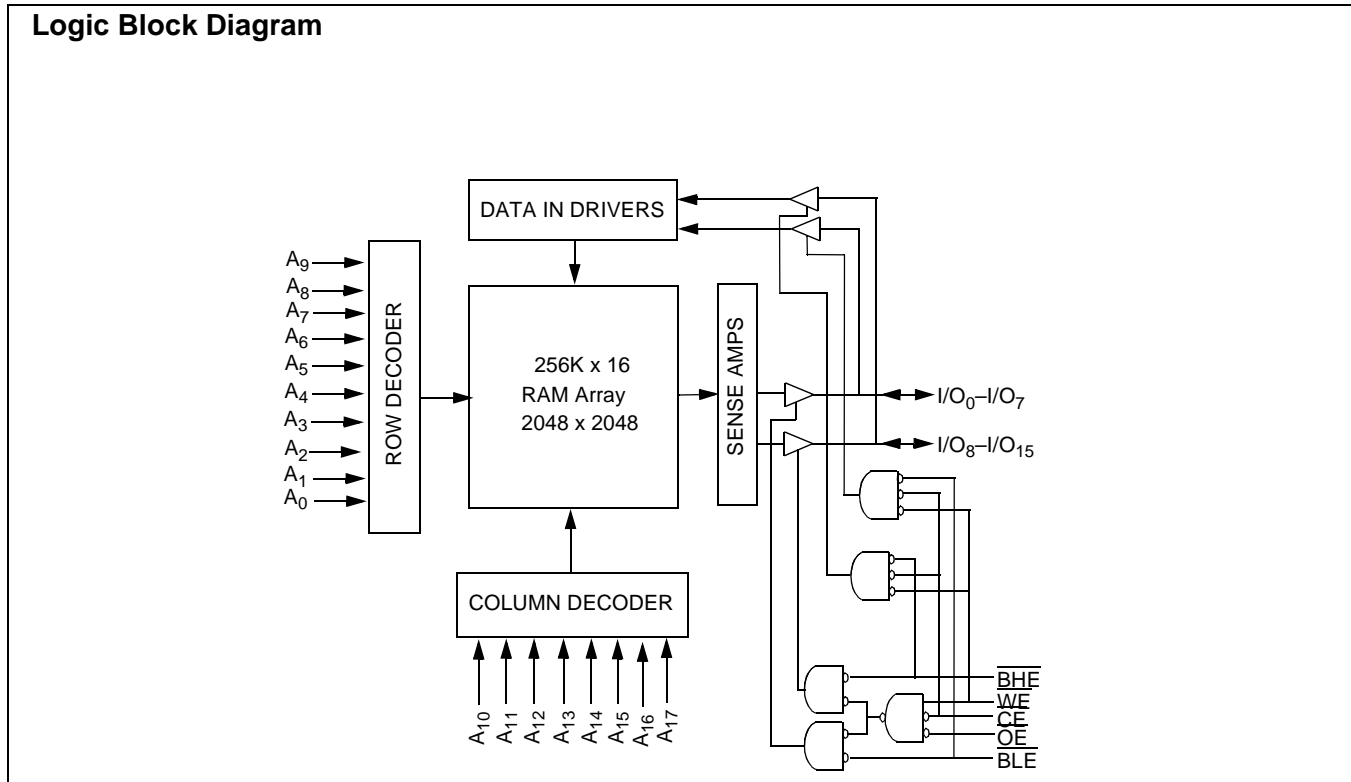 Logic Block Diagram
DATA IN DRIVERS
A9
A8
A7
A6
A5
A4
A3
A2
A1
A0
ROW DECODER
256K x 16
RAM Array
2048 x 2048
SENSE AMPS
I/O0–I/O7
I/O8–I/O15
COLUMN DECODER
A10
A11
A12
A13
A14
A15
A16
A17
BHE
WE
CE
OE
BLE